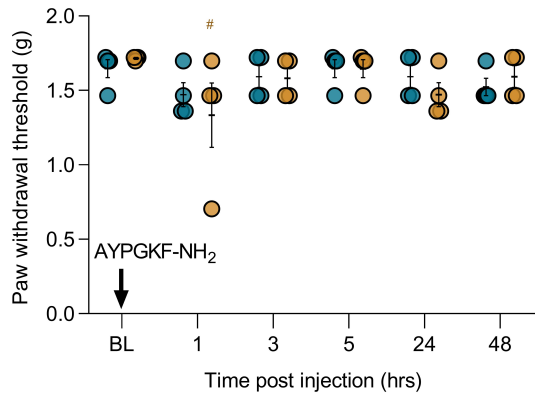 #
2.0
1.5
1.0
0.5
0.0
Paw withdrawal threshold (g)
AYPGKF-NH₂
BL 1 3 5 24 48
Time post injection (hrs)